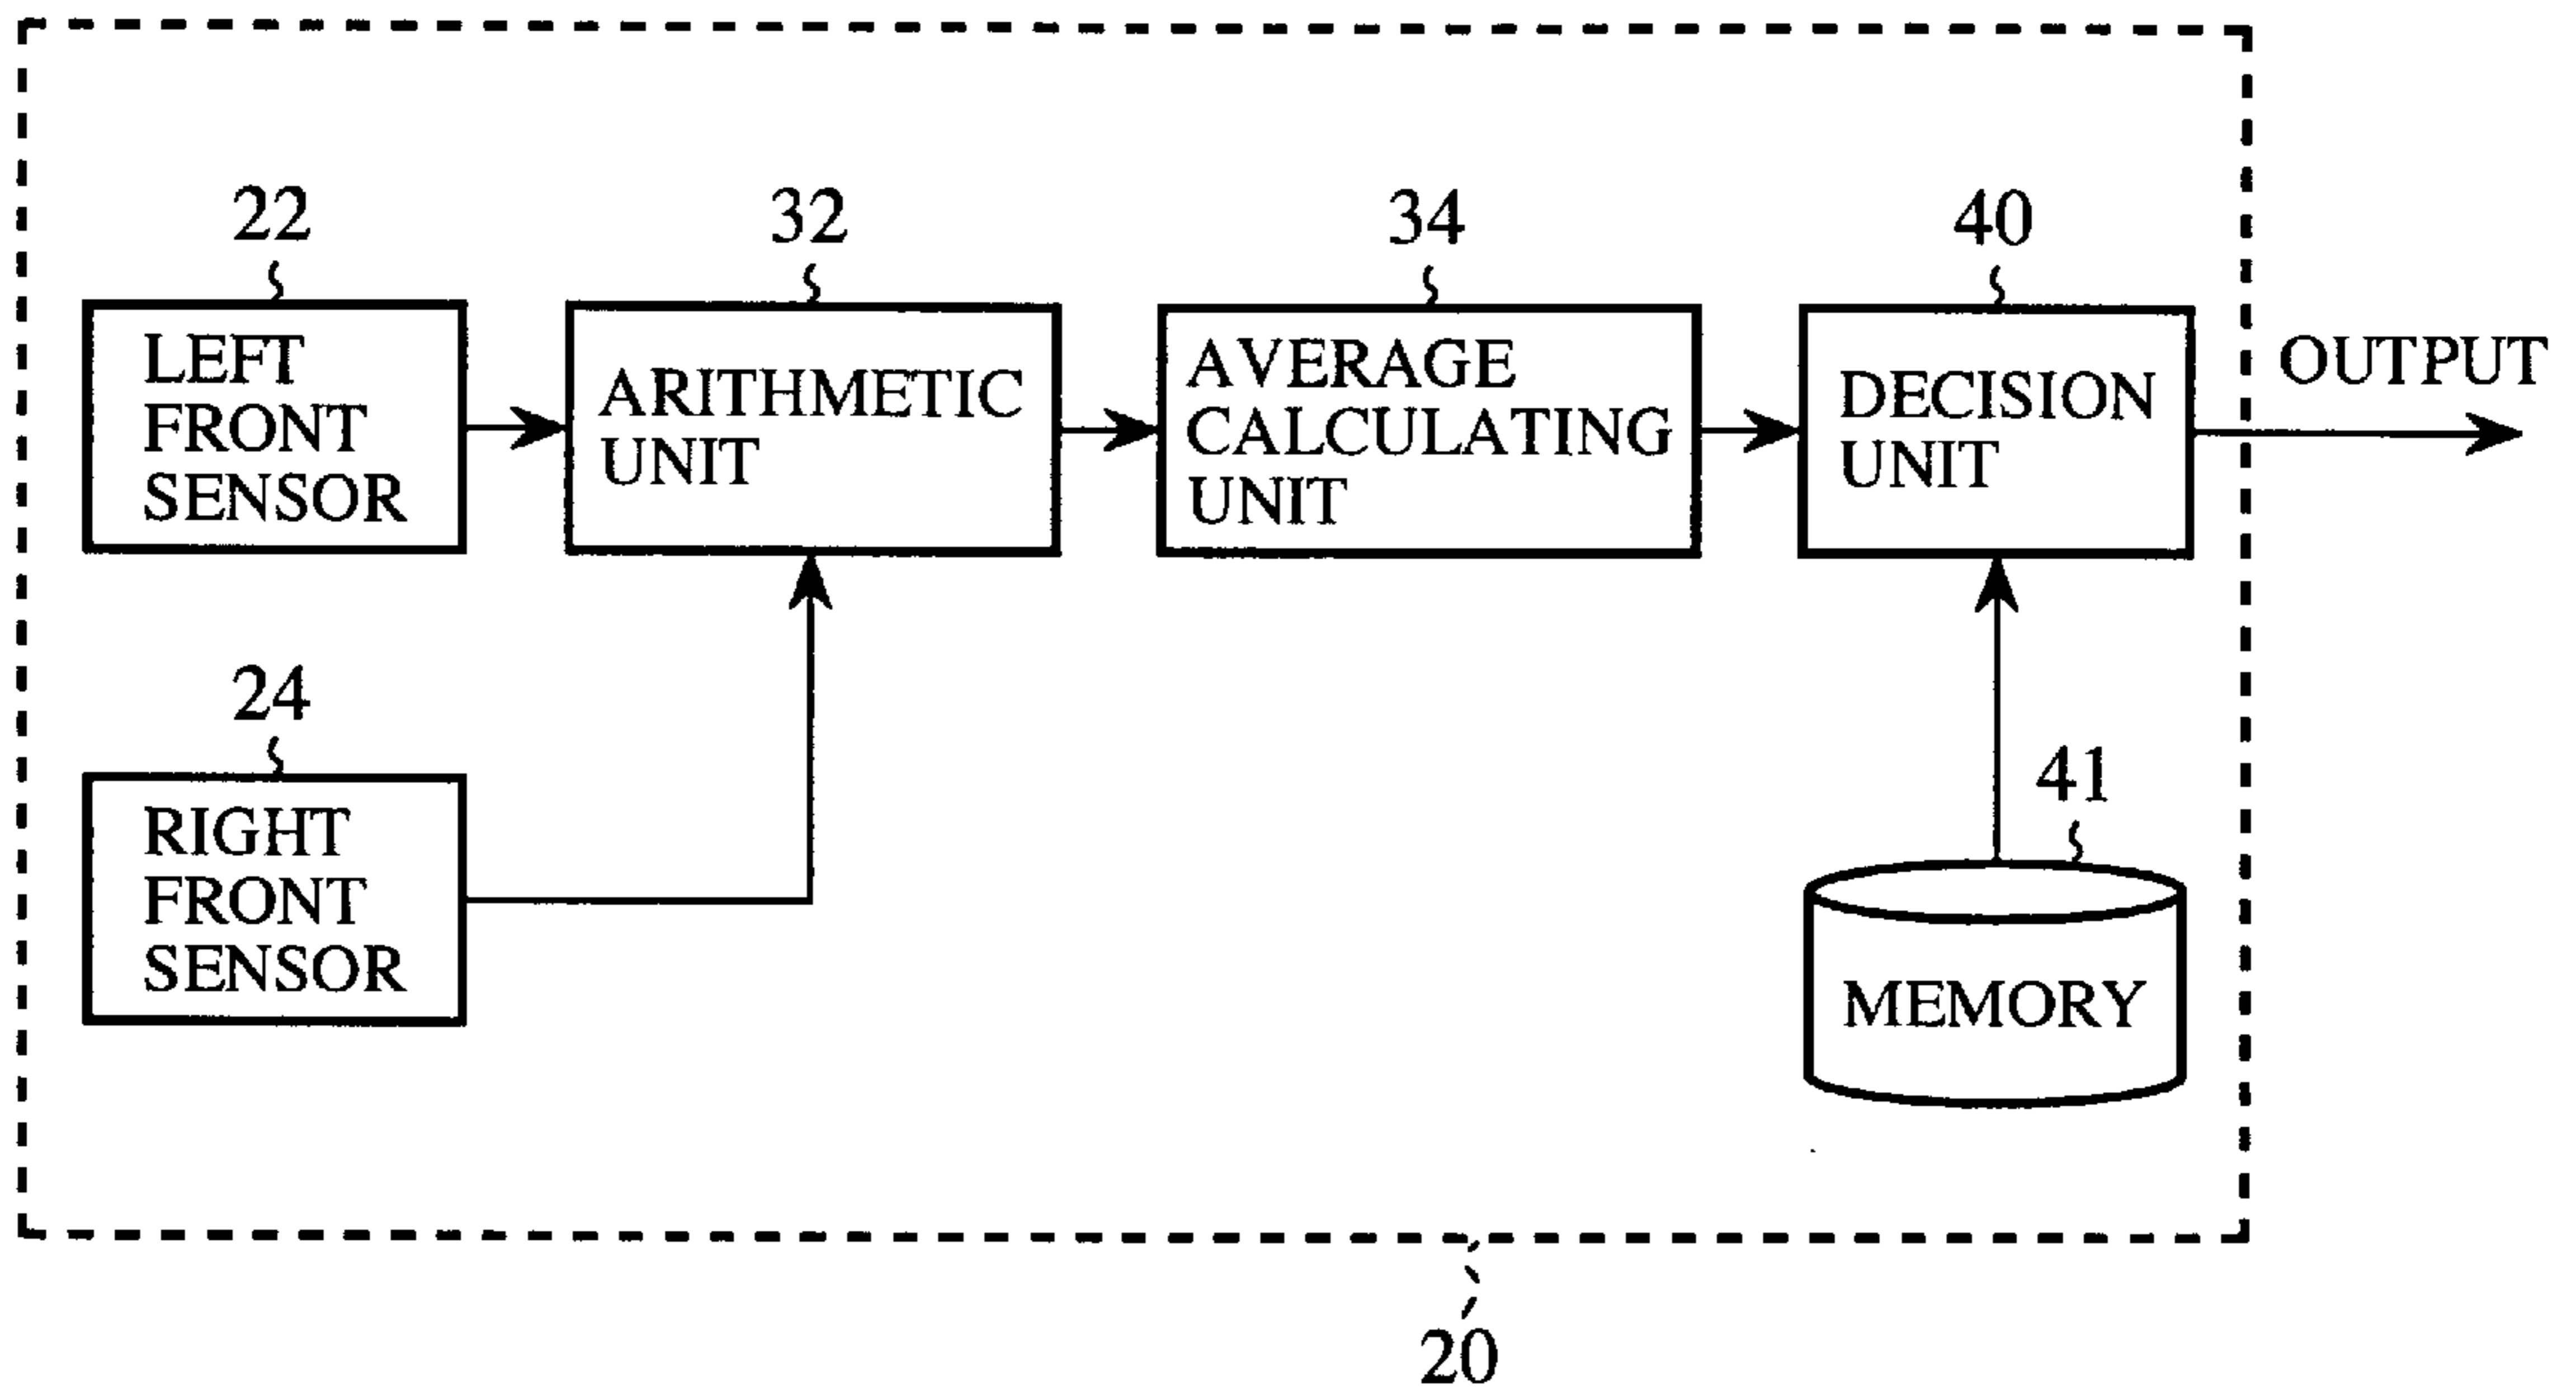 22
LEFT
FRONT
SENSOR
32
ARITHMETIC
UNIT
34
AVERAGE
CALCULATING
UNIT
40
DECISION
UNIT
OUTPUT
24
RIGHT
FRONT
SENSOR
41
MEMORY
20